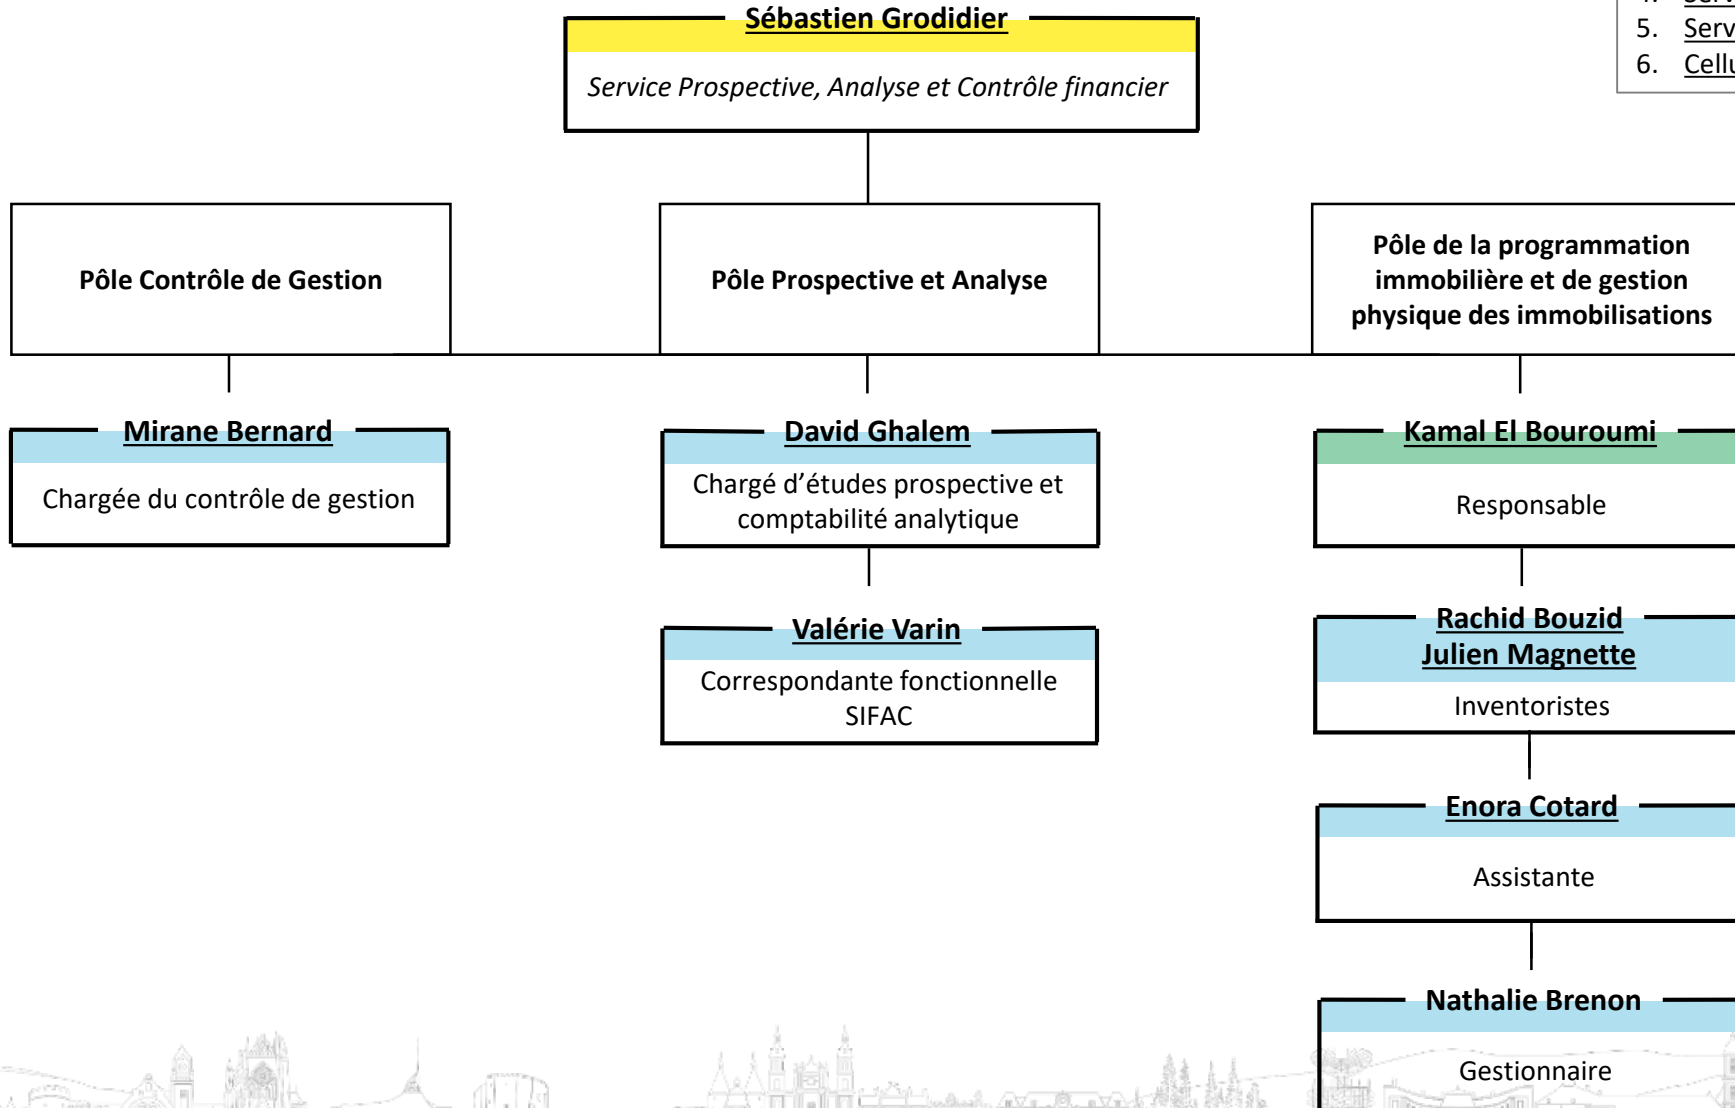 Sébastien Grodidier
Service Prospective, Analyse et Contrôle financier
5.
6.
Pôle Contrôle de Gestion
Pôle Prospective et Analyse
Pôle de la programmation
immobilière et de gestion
physique des immobilisations
Mirane Bernard
Chargée du contrôle de gestion
David Ghalem
Chargé d’études prospective et
comptabilité analytique
Valérie Varin
Correspondante fonctionnelle
SIFAC
Kamal El Bouroumi
Responsable
Rachid Bouzid
Julien Magnette
Inventoristes
Enora Cotard
Assistante
Nathalie Brenon
Gestionnaire